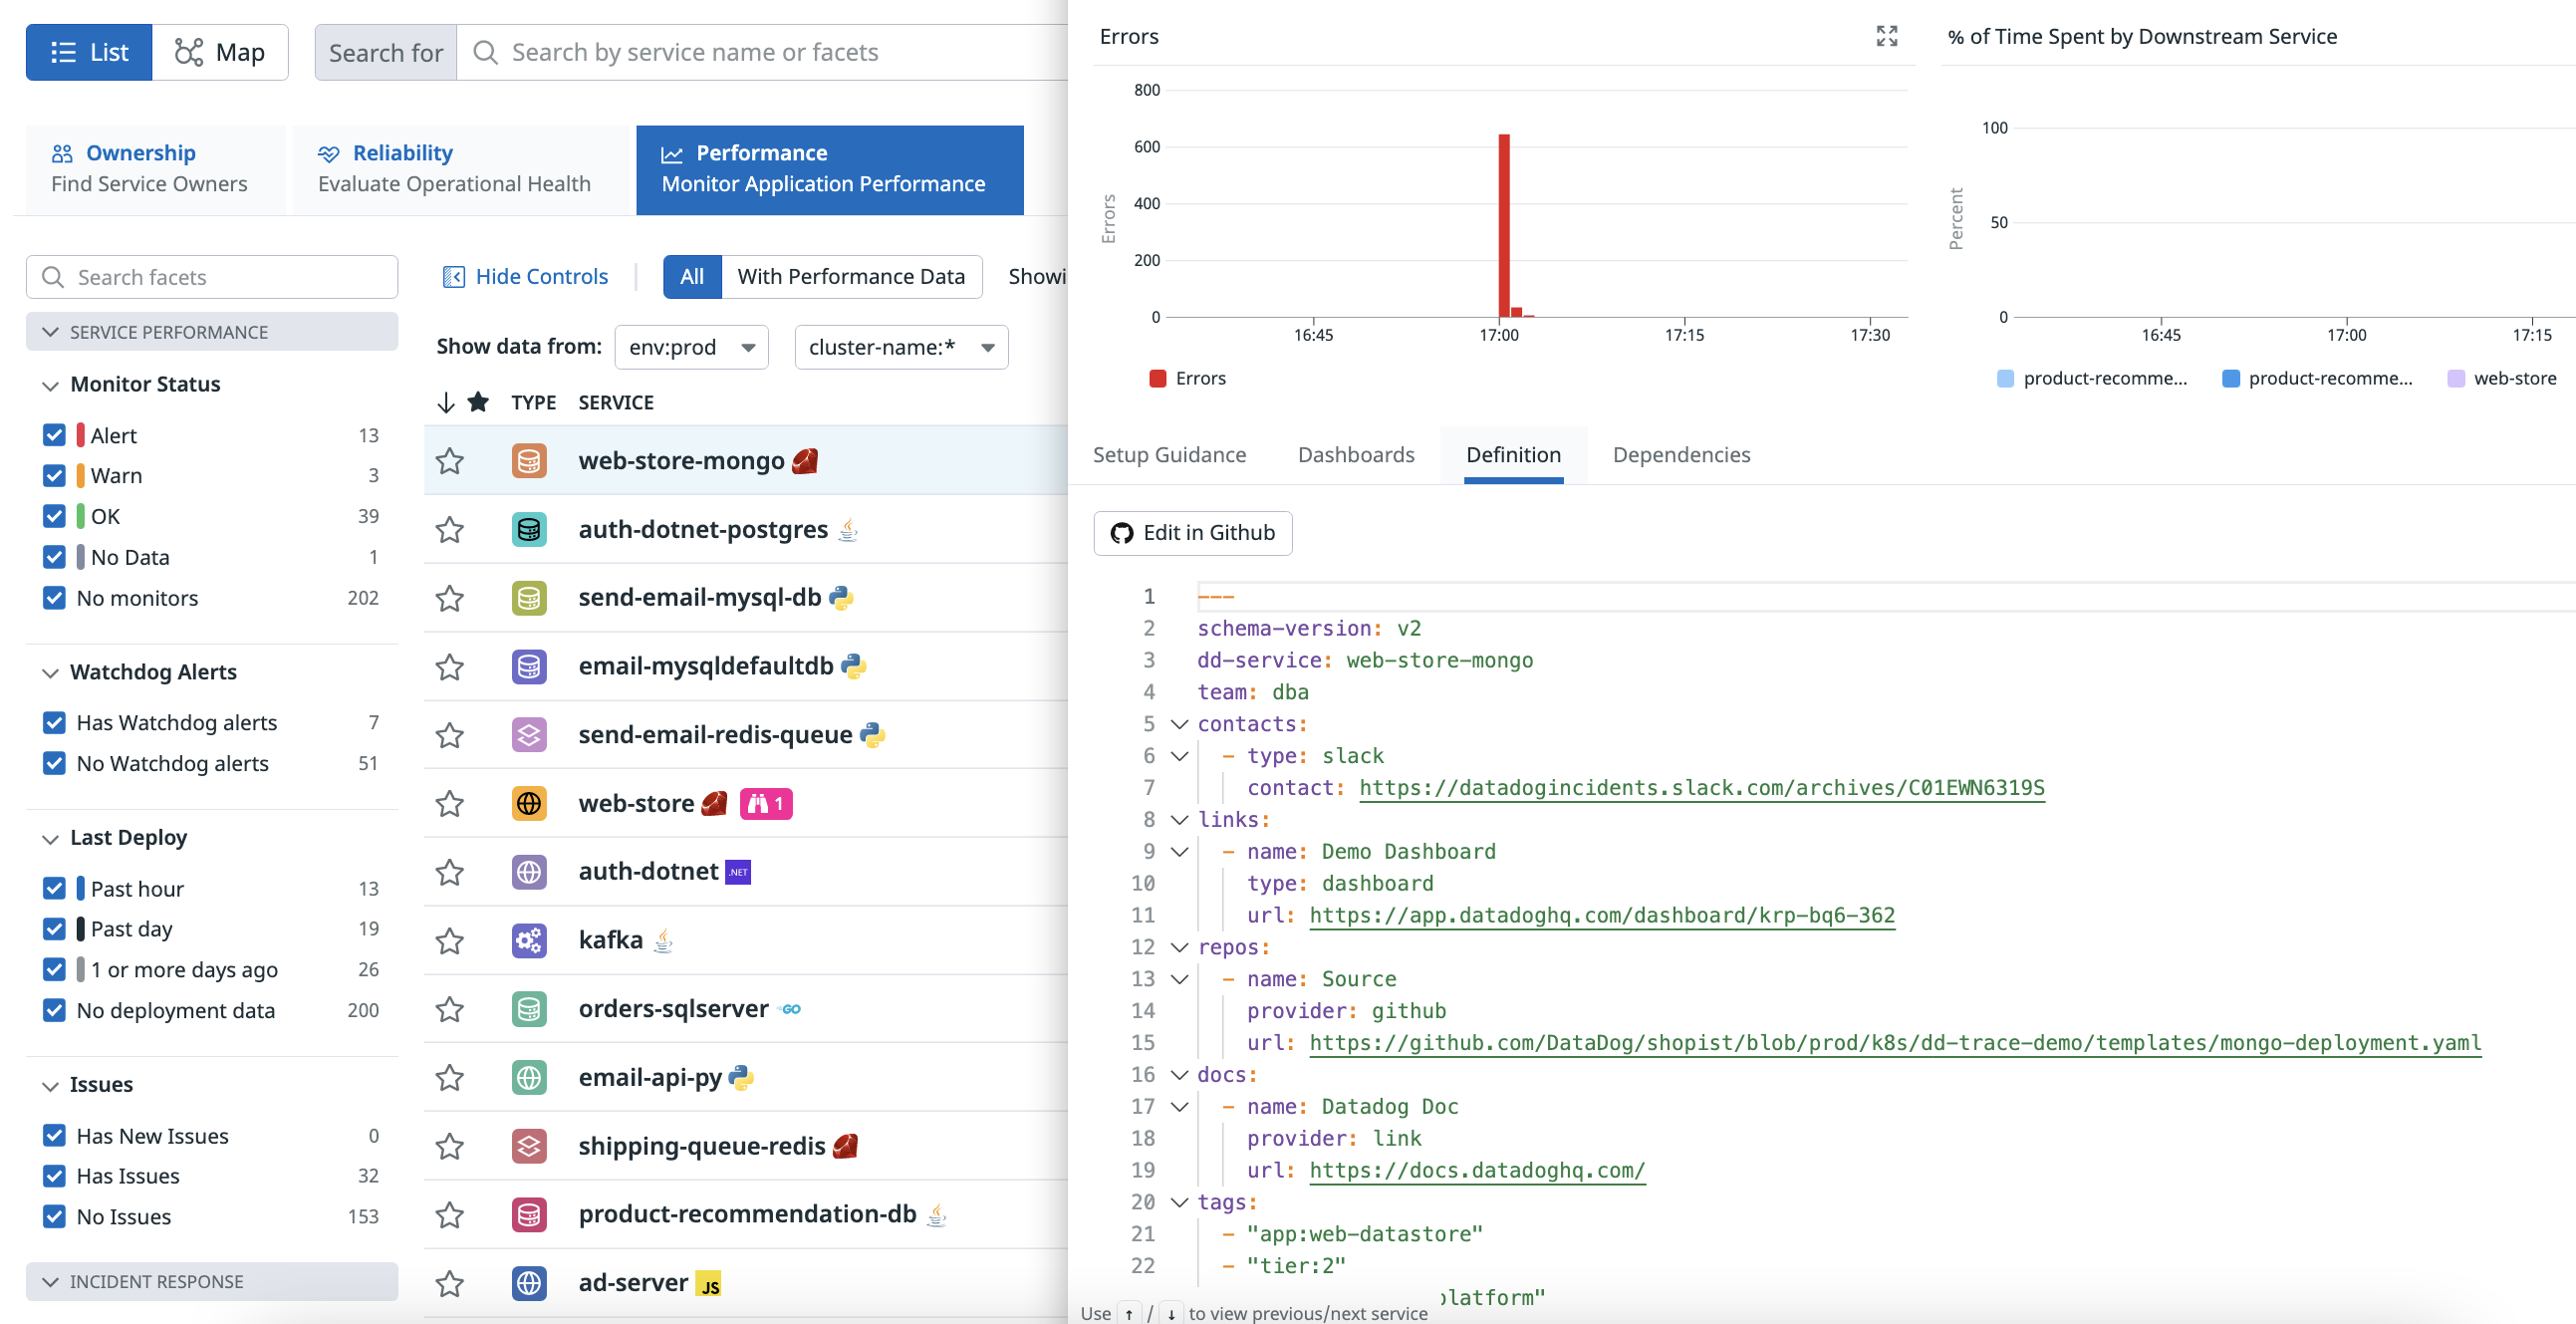 List
Map
Search for
Search by service name or facets
Ownership
Find Service Owners
Reliability
Evaluate Operational Health
Performance
Monitor Application Performance
Search facets
SERVICE PERFORMANCE
Monitor Status
Alert 13
Warn 3
OK 39
No Data 1
No monitors 202
Watchdog Alerts
Has Watchdog alerts 7
No Watchdog alerts 51
Last Deploy
Past hour 13
Past day 19
1 or more days ago 26
No deployment data 200
Issues
Has New Issues 0
Has Issues 32
No Issues 153
INCIDENT RESPONSE
Hide Controls
All
With Performance Data
Showi
Show data from:
env:prod
cluster-name:*
TYPE SERVICE
web-store-mongo
auth-dotnet-postgres
send-email-mysql-db
email-mysqldefaultdb
send-email-redis-queue
web-store 1
auth-dotnet .NET
kafka
orders-sqlserver GO
email-api-py
shipping-queue-redis
product-recommendation-db
ad-server JS
Errors
800
600
400
200
0
Errors
16:45 17:00 17:15 17:30
Errors
% of Time Spent by Downstream Service
100
50
0
Percent
16:45 17:00 17:15
product-recomme... product-recomme... web-store
Setup Guidance
Dashboards
Definition
Dependencies
Edit in Github
1 ---
2 schema-version: v2
3 dd-service: web-store-mongo
4 team: dba
5 contacts:
6 - type: slack
7 contact: https://datadogincidents.slack.com/archives/C01EWN6319S
8 links:
9 - name: Demo Dashboard
10 type: dashboard
11 url: https://app.datadoghq.com/dashboard/krp-bq6-362
12 repos:
13 - name: Source
14 provider: github
15 url: https://github.com/DataDog/shopist/blob/prod/k8s/dd-trace-demo/templates/mongo-deployment.yaml
16 docs:
17 - name: Datadog Doc
18 provider: link
19 url: https://docs.datadoghq.com/
20 tags:
21 - "app:web-datastore"
22 - "tier:2"
latform"
Use ↑ / ↓ to view previous/next service